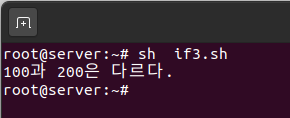 root@server:~# sh  if3.sh
100과 200은 다르다.
root@server:~#